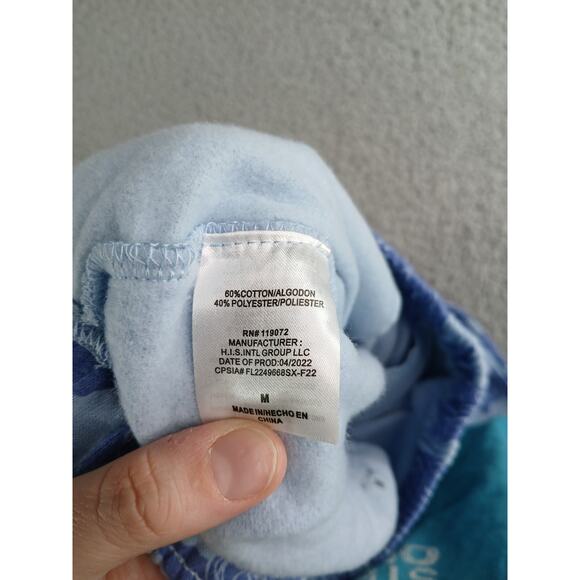 60%COTTON/ALGODON
40% POLYESTER/POLIESTER
RN# 119072
MANUFACTURER :
H.I.S.INTL GROUP LLC
DATE OF PROD:04/2022
CPSIA# FL2249668SX-F22
M
MADE IN/HECHO EN
CHINA